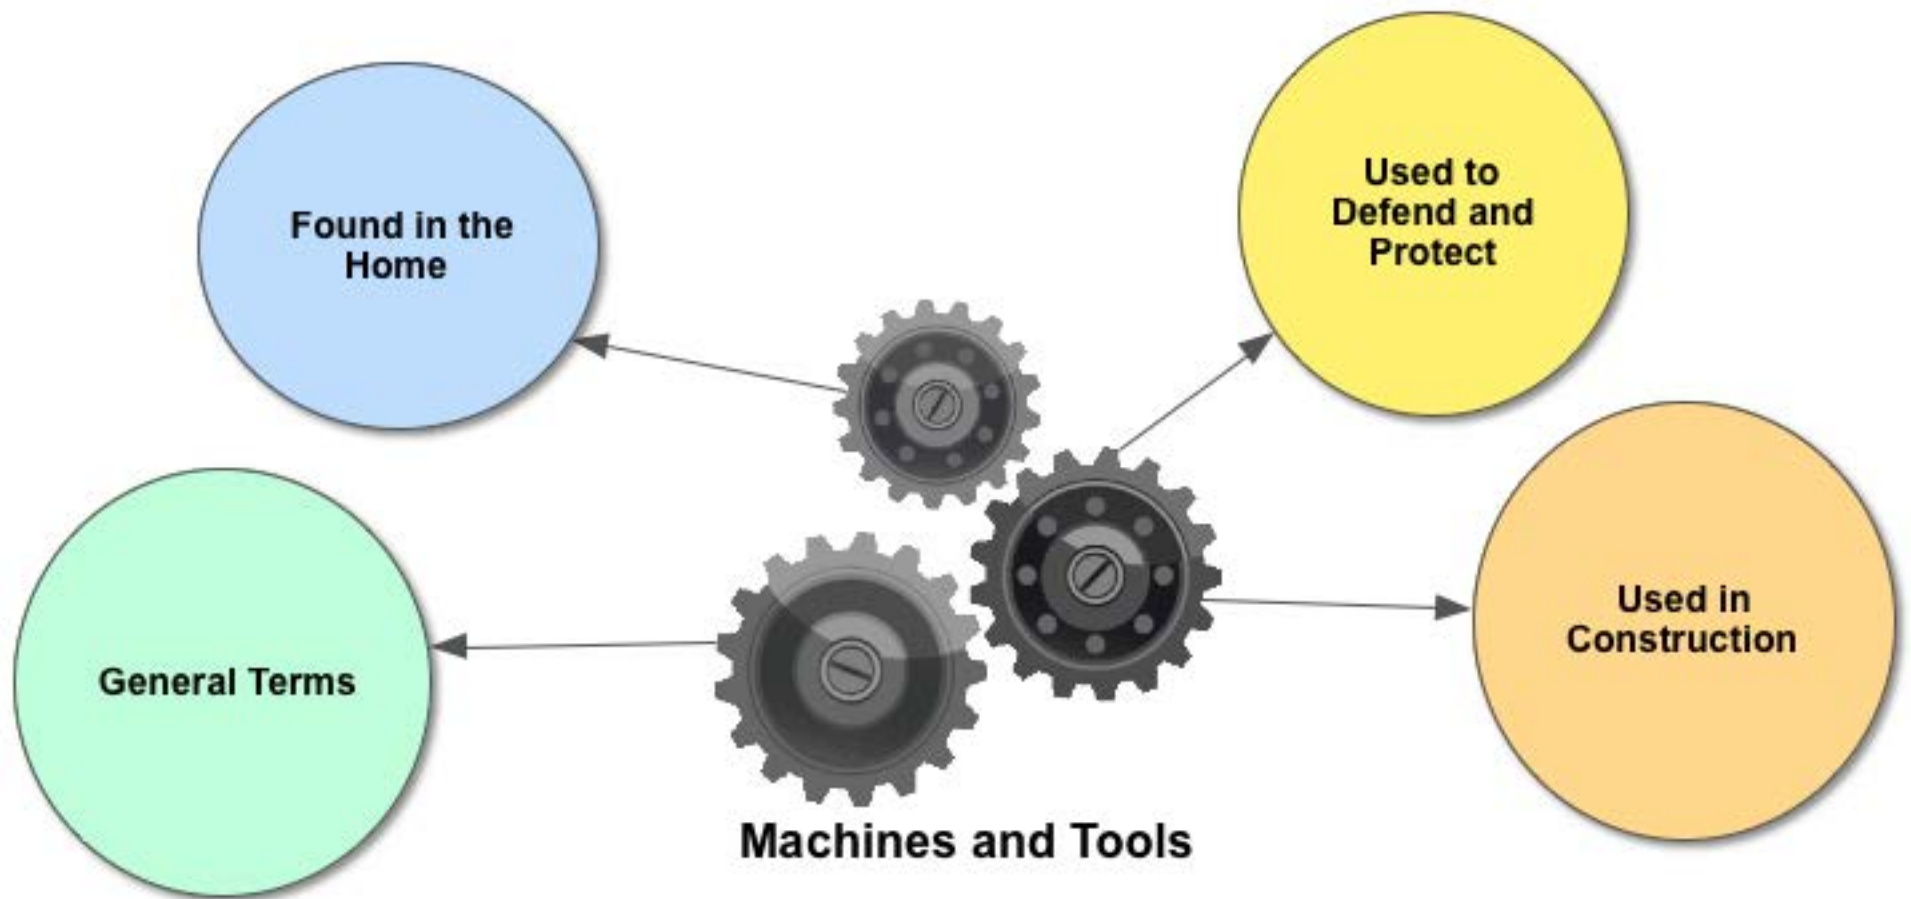 Found in the
Home
Used to
Defend and
Protect
General Terms
Used in
Construction
Machines and Tools